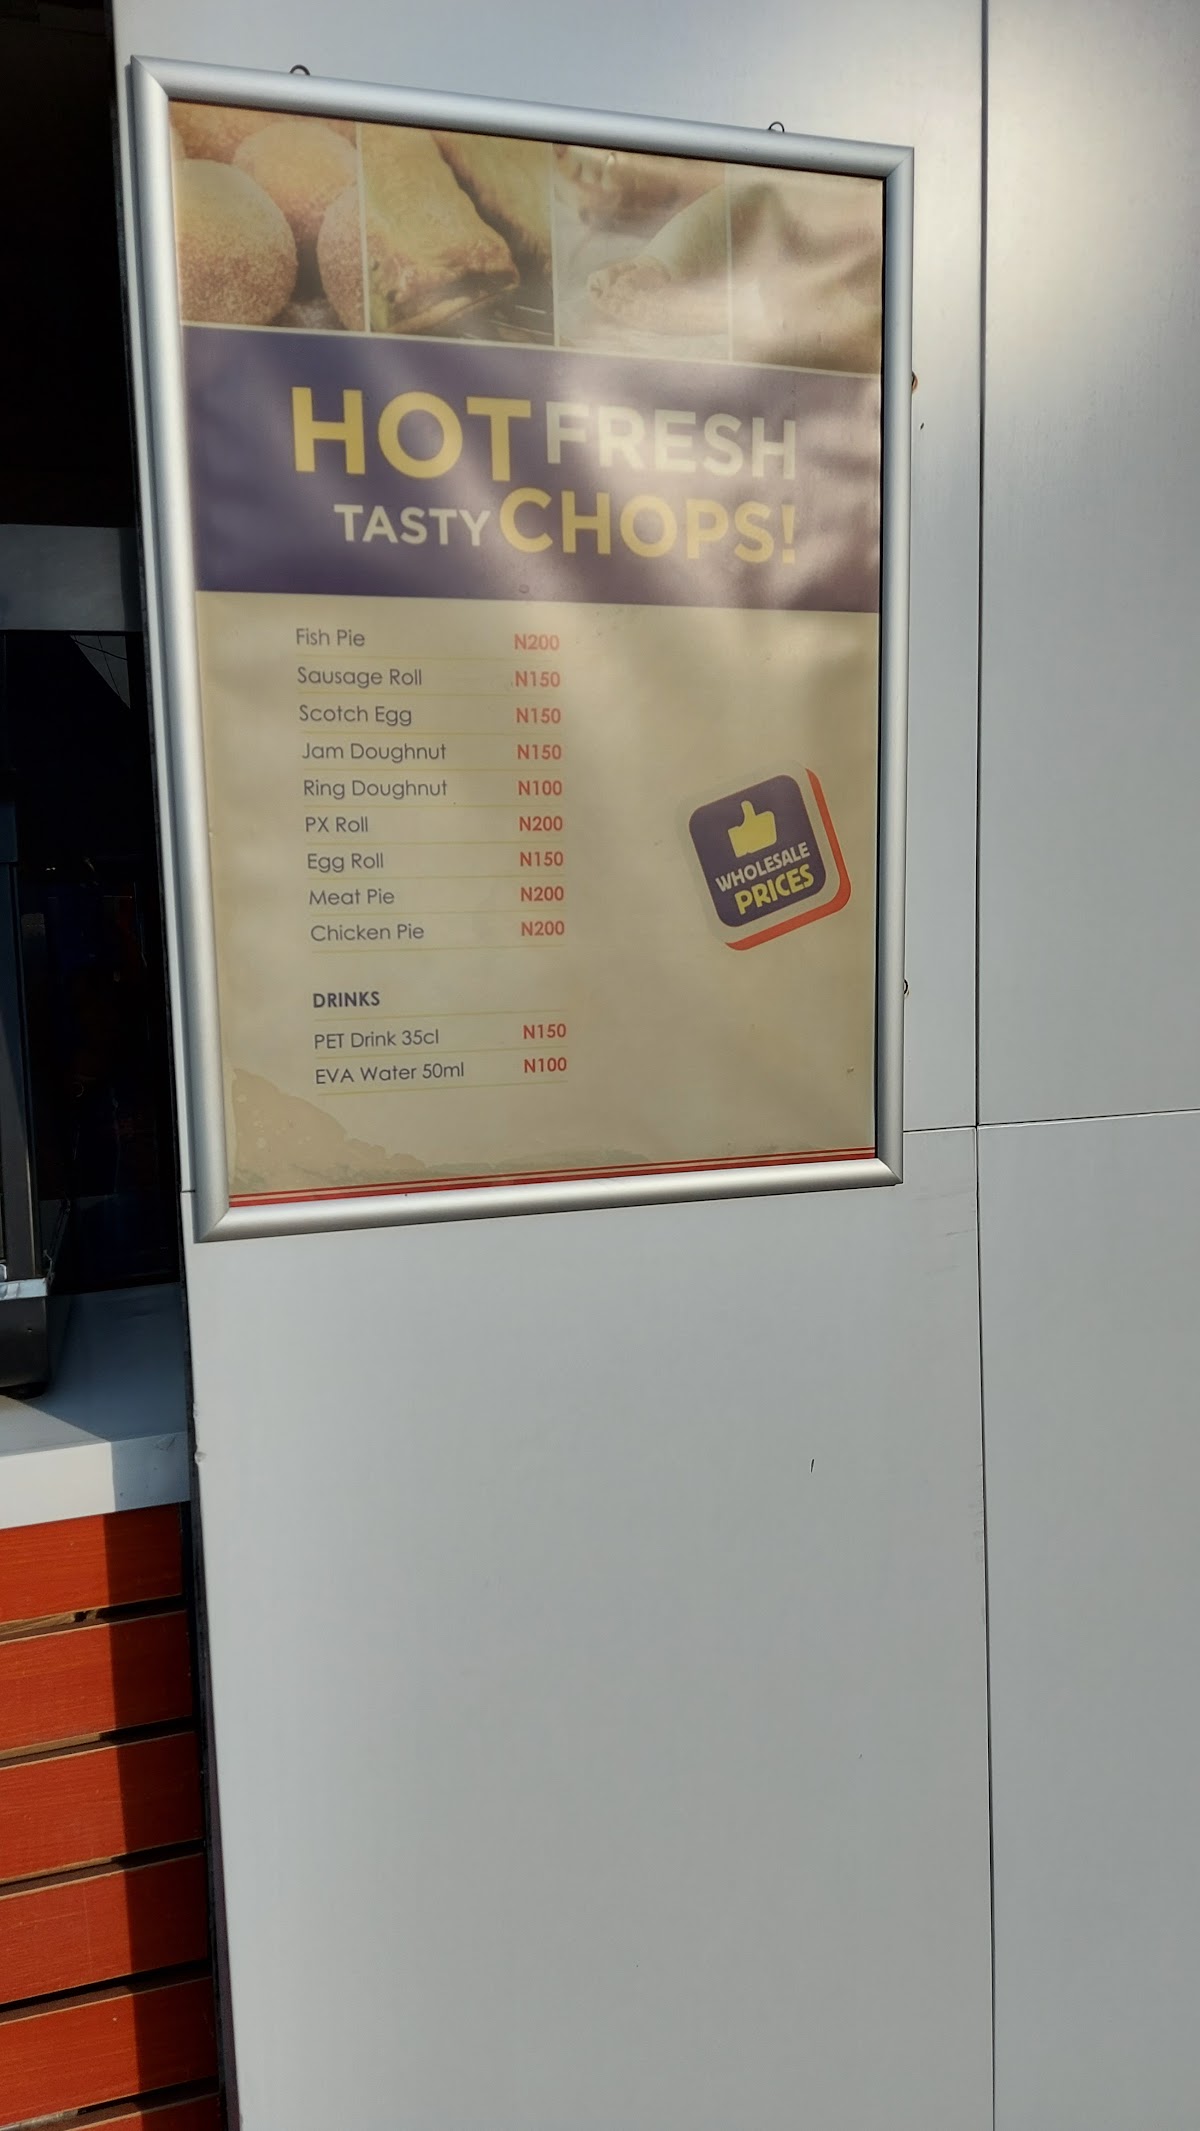 HOT FRESH
TASTY CHOPS!
Fish Pie N200
Sausage Roll N150
Scotch Egg N150
Jam Doughnut N150
Ring Doughnut N100
PX Roll N200
Egg Roll N150
Meat Pie N200
Chicken Pie N200
WHOLESALE
PRICES
DRINKS
PET Drink 35cl N150
EVA Water 50ml N100